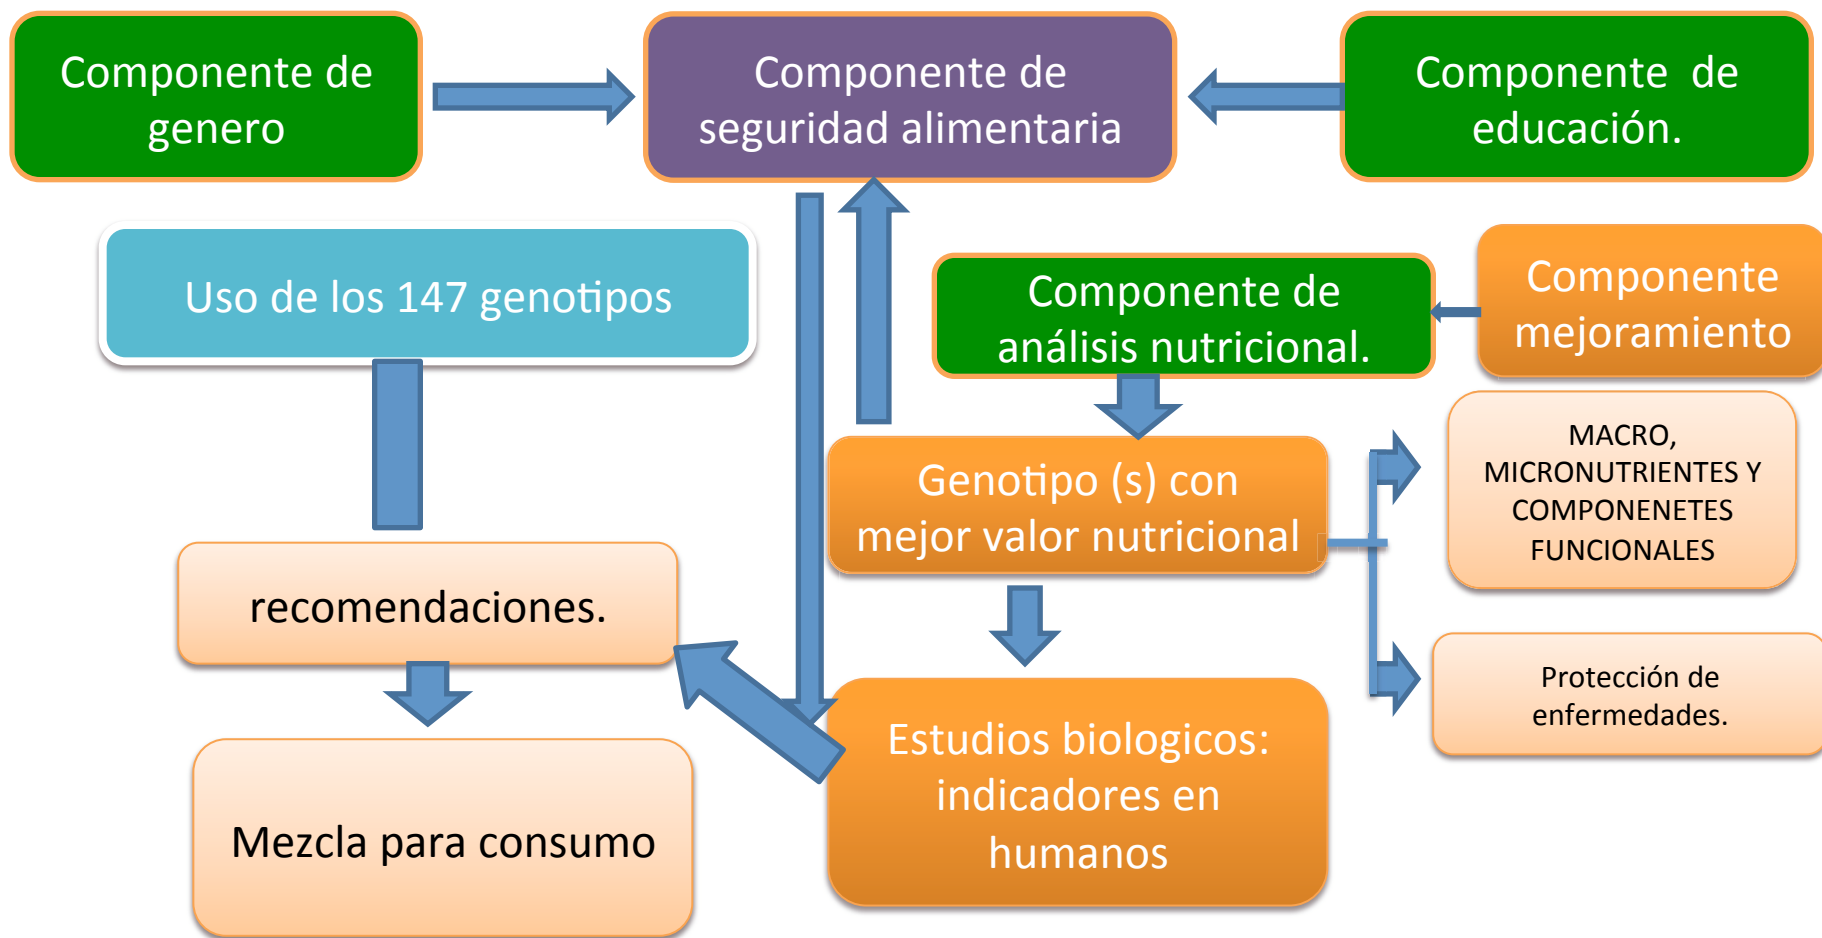 Componente de
genero
Componente de
seguridad alimentaria
Componente de
educación.
Uso de los 147 genotipos
Componente de
análisis nutricional.
Componente
mejoramiento
Genotipo (s) con
mejor valor nutricional
MACRO,
MICRONUTRIENTES Y
COMPONENETES
FUNCIONALES
recomendaciones.
Protección de
enfermedades.
Estudios biologicos:
indicadores en
humanos
Mezcla para consumo